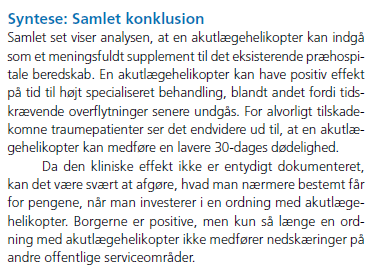 Syntese: Samlet konklusion
Samlet set viser analysen, at en akutlægehelikopter kan indgå
som et meningsfuldt supplement til det eksisterende præhospi-
tale beredskab. En akutlægehelikopter kan have positiv effekt
på tid til højt specialiseret behandling, blandt andet fordi tids-
krævende overflytninger senere undgås. For alvorligt tilskade-
komne traumepatienter ser det endvidere ud til, at en akutlæ-
gehelikopter kan medføre en lavere 30-dages dødelighed.
Da den kliniske effekt ikke er entydigt dokumenteret,
kan det være svært at afgøre, hvad man nærmere bestemt får
for pengene, når man investerer i en ordning med akutlæge-
helikopter. Borgerne er positive, men kun så længe en ord-
ning med akutlægehelikopter ikke medfører nedskæringer på
andre offentlige serviceområder.